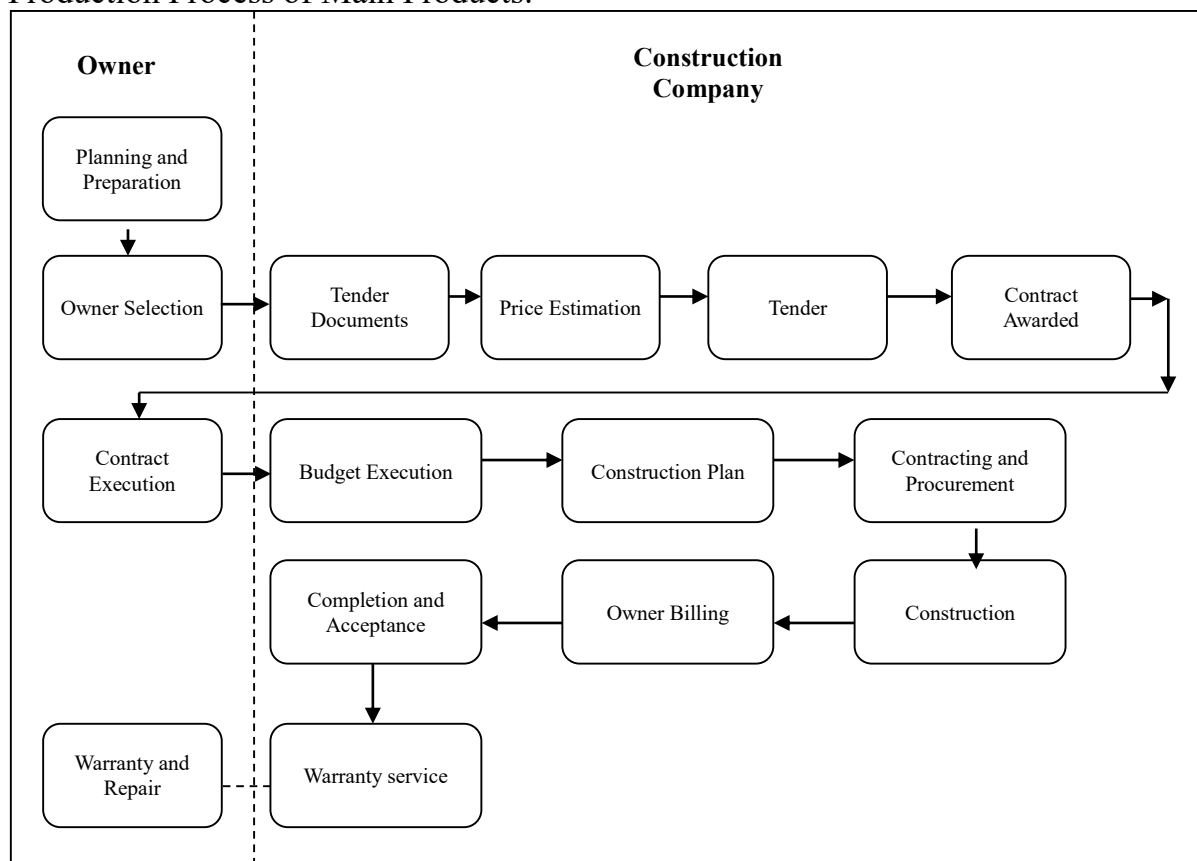 Production Process of Main Products:
Owner
Construction
Company
Planning and
Preparation
Owner Selection
Tender
Documents
Price Estimation
Tender
Contract
Awarded
Contract
Execution
Budget Execution
Construction Plan
Contracting and
Procurement
Completion and
Acceptance
Owner Billing
Construction
Warranty and
Repair
Warranty service